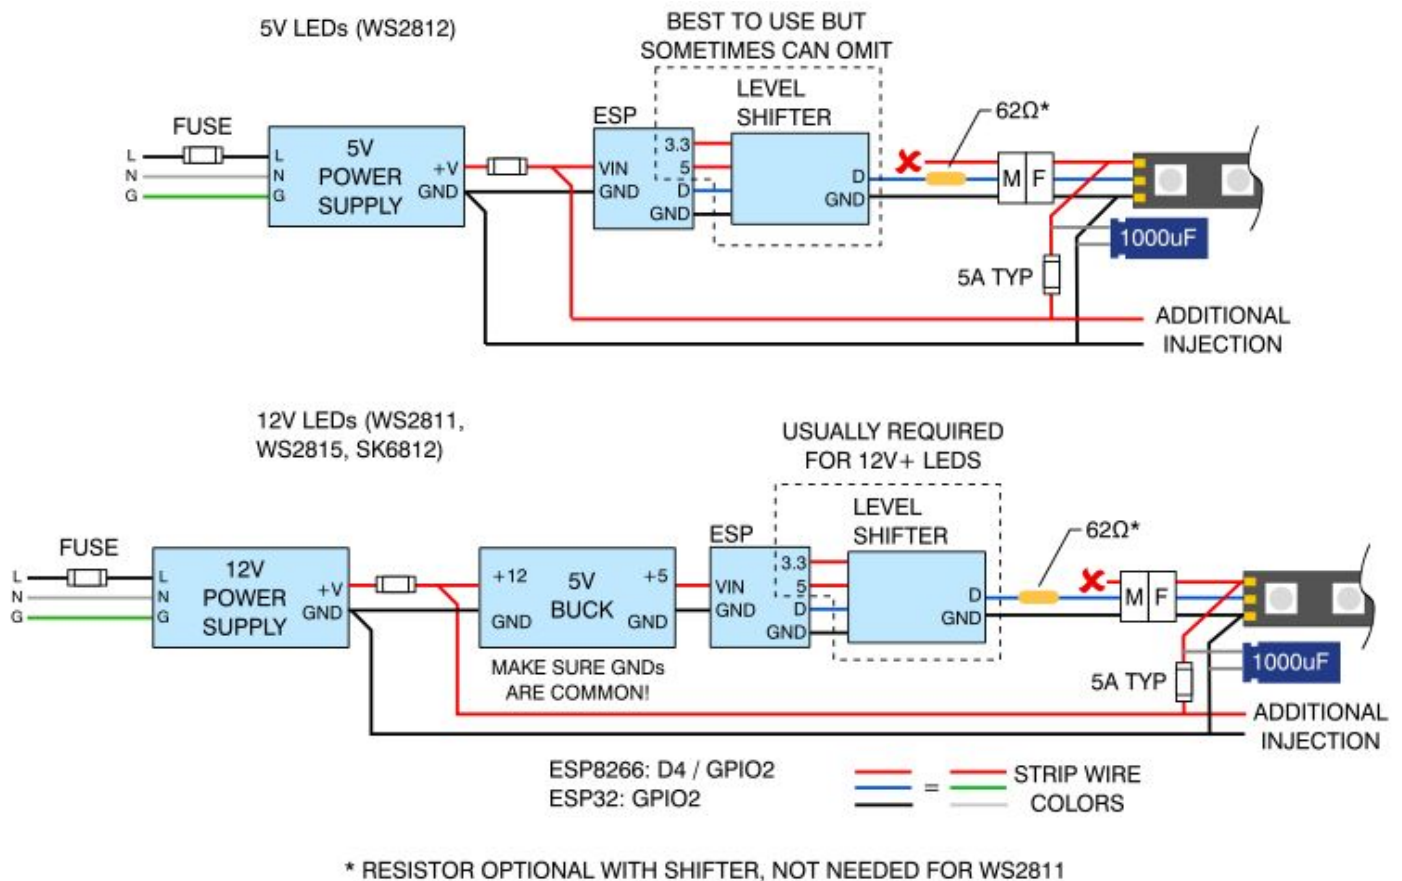 5V LEDs (WS2812)
BEST TO USE BUT
SOMETIMES CAN OMIT
LEVEL
SHIFTER
ESP
62Ω*
FUSE
L
N
G
L
N
G
5V
POWER
SUPPLY
+V
GND
VIN
GND
3.3
5
D
GND
D
GND
M F
1000uF
5A TYP
ADDITIONAL
INJECTION
12V LEDs (WS2811,
WS2815, SK6812)
USUALLY REQUIRED
FOR 12V+ LEDS
LEVEL
SHIFTER
ESP
62Ω*
FUSE
L
N
G
L
N
G
12V
POWER
SUPPLY
+V
GND
+12
GND
5V
BUCK
+5
GND
MAKE SURE GNDs
ARE COMMON!
VIN
GND
3.3
5
D
GND
D
GND
M F
1000uF
5A TYP
ADDITIONAL
INJECTION
ESP8266: D4 / GPIO2
ESP32: GPIO2
=
STRIP WIRE
COLORS
* RESISTOR OPTIONAL WITH SHIFTER, NOT NEEDED FOR WS2811